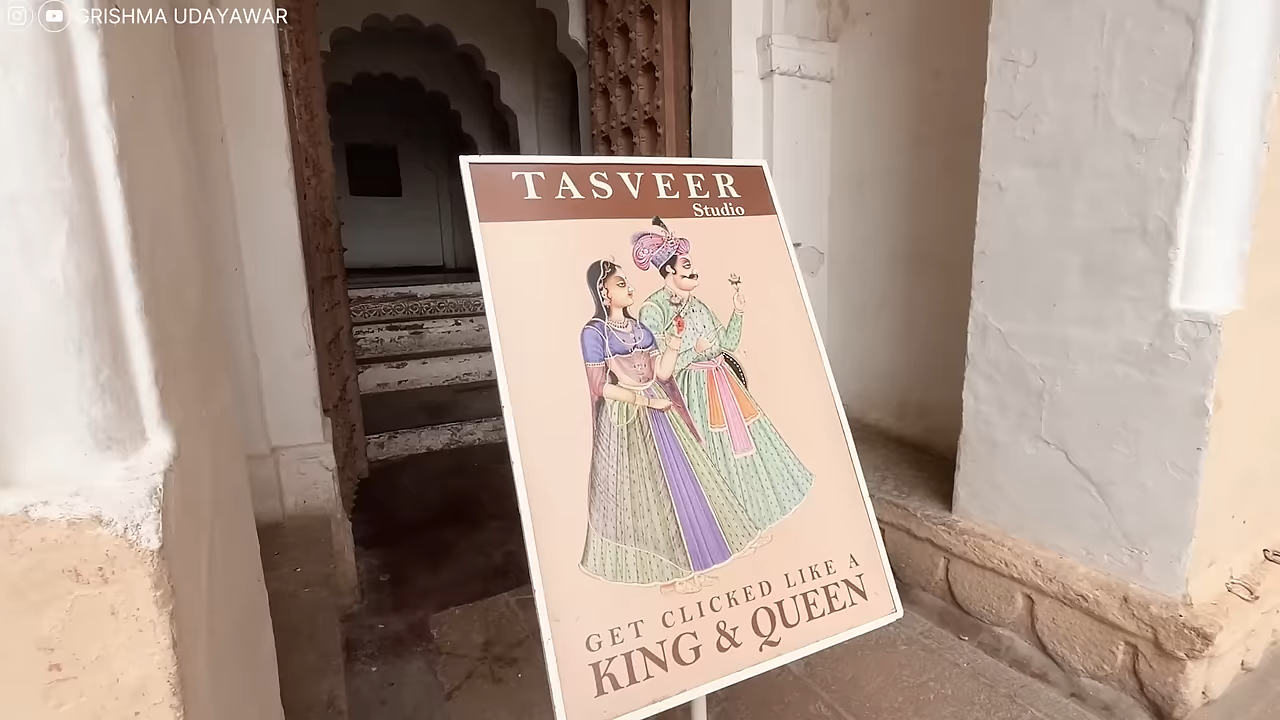 GRISHMA UDAYAWAR
TASVEER
Studio
GET CLICKED LIKE A
KING & QUEEN